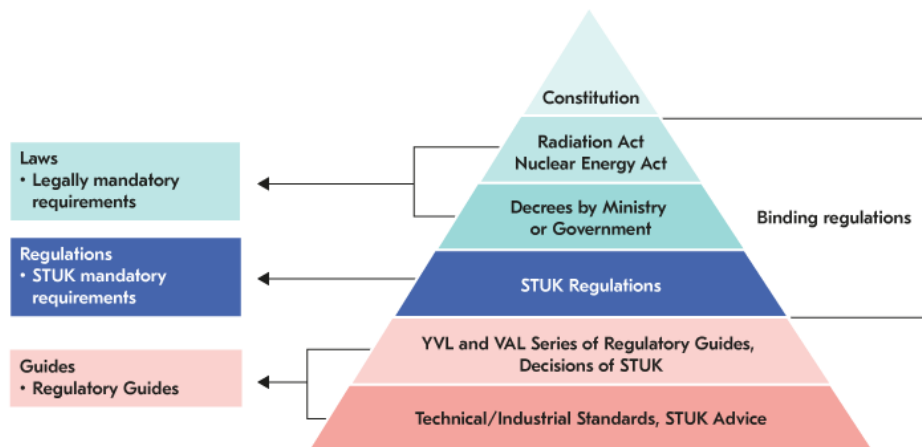 Constitution
Radiation Act
Nuclear Energy Act
Decrees by Ministry
or Government
STUK Regulations
YVL and VAL Series of Regulatory Guides,
Decisions of STUK
Technical/Industrial Standards, STUK Advice
Laws
• Legally mandatory
requirements
Regulations
• STUK mandatory
requirements
Guides
• Regulatory Guides
Binding regulations